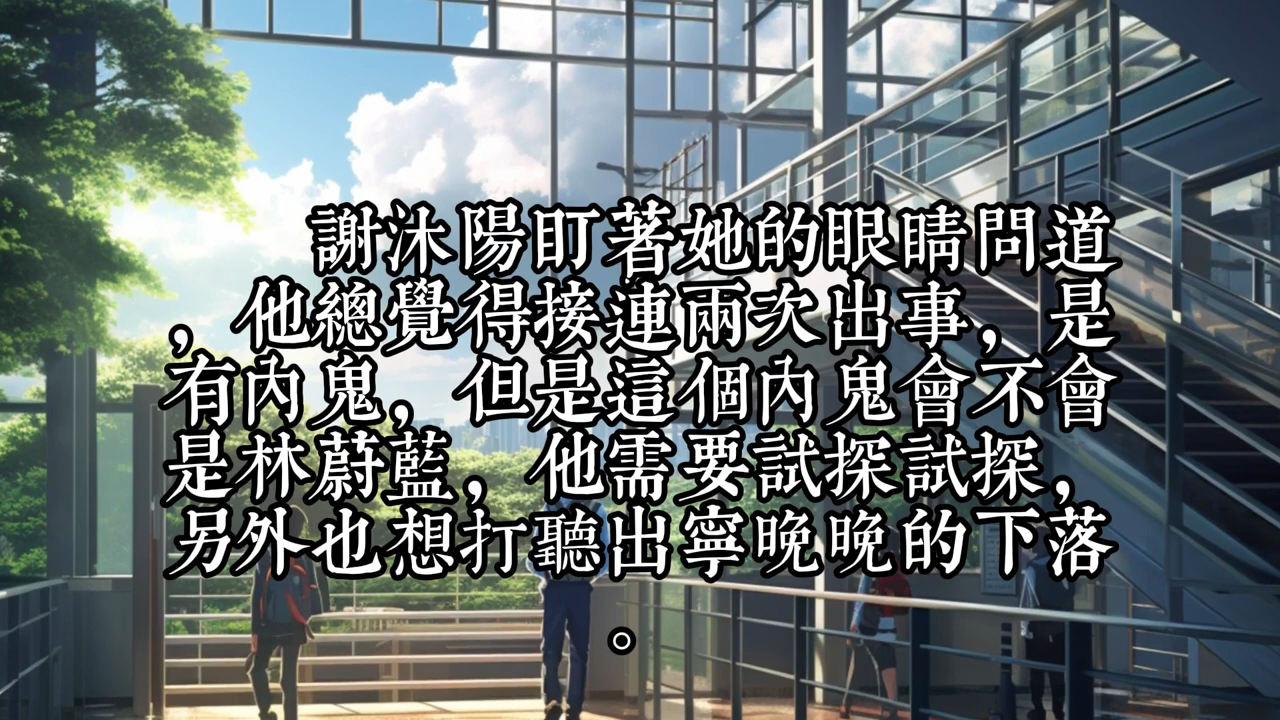 謝沐陽盯著她的眼睛問道
，他總覺得接連兩次出事，是
有內鬼，但是這個內鬼會不會
是林蔚藍，他需要試探試探，
另外也想打聽出寧晚晚的下落
。